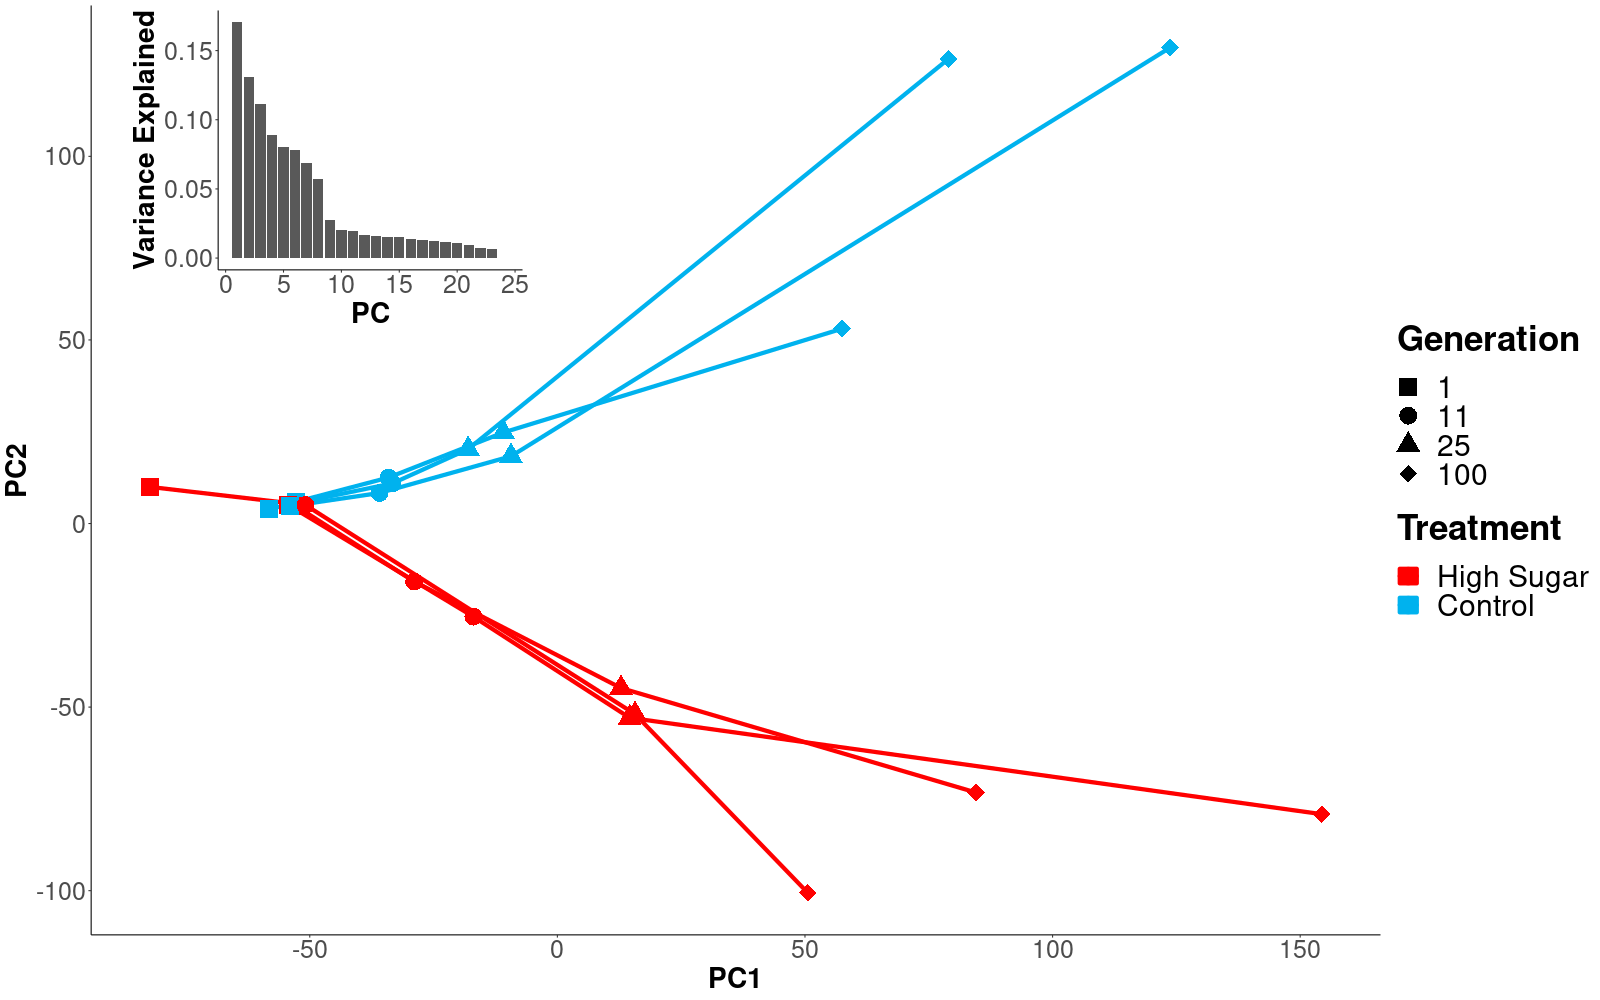 Variance Explained
0.15
0.10
0.05
0.00
0 5 10 15 20 25
PC
PC2
100
50
0
-50
-100
-50 0 50 100 150
PC1
Generation
1
11
25
100
Treatment
High Sugar
Control